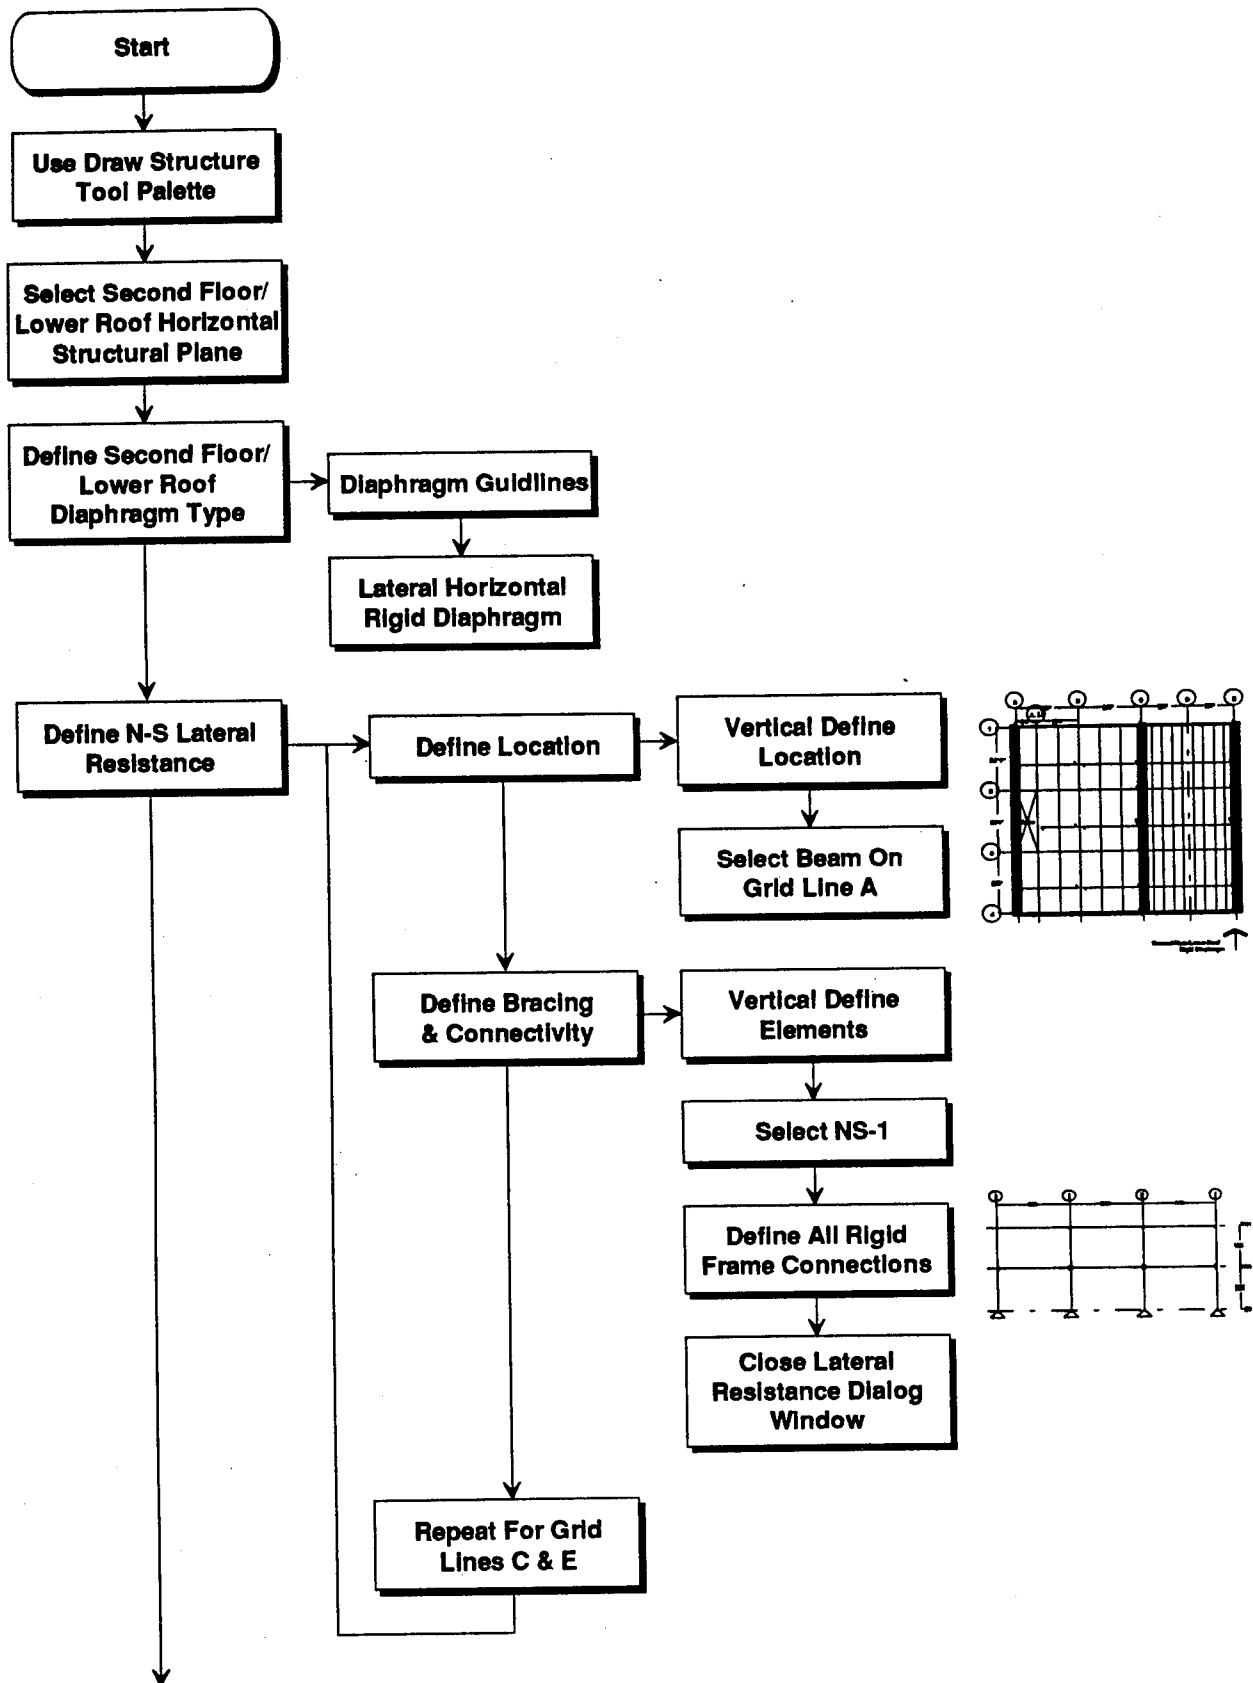 Start
Use Draw Structure
Tool Palette
Select Second Floor/
Lower Roof Horizontal
Structural Plane
Define Second Floor/
Lower Roof
Diaphragm Type
Diaphragm Guidlines
Lateral Horizontal
Rigid Diaphragm
Define N-S Lateral
Resistance
Define Location
Vertical Define
Location
Select Beam On
Grid Line A
Define Bracing
& Connectivity
Vertical Define
Elements
Select NS-1
Define All Rigid
Frame Connections
Close Lateral
Resistance Dialog
Window
Repeat For Grid
Lines C & E